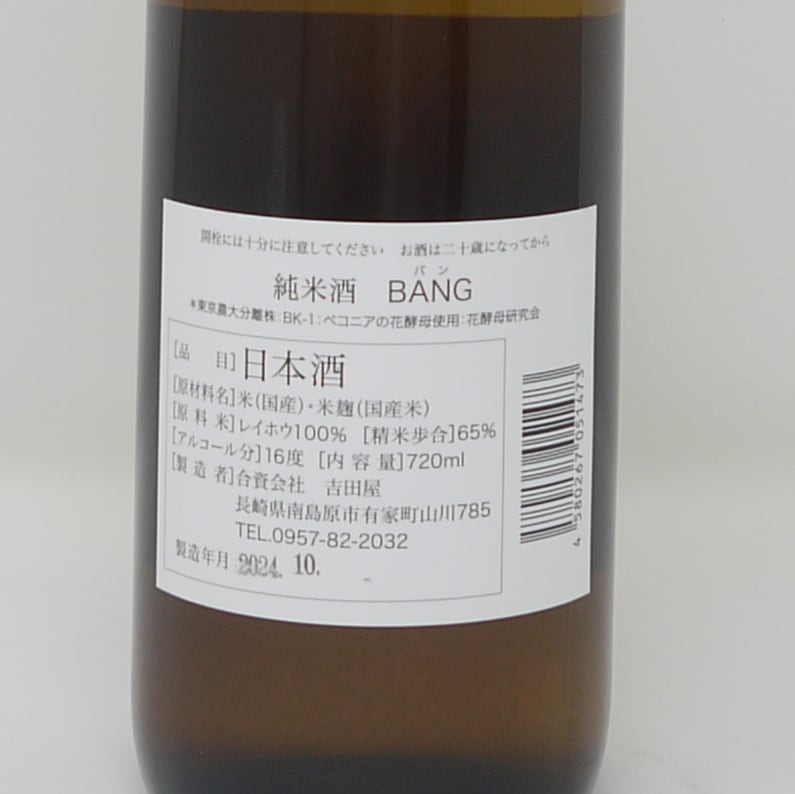 開栓には十分に注意してください　お酒は二十歳になってから
バン
純米酒　BANG
*東京農大分離株:BK-1:ベコニアの花酵母使用:花酵母研究会
[品　目]日本酒
[原材料名]米(国産)・米麹(国産米)
[原 料 米]レイホウ100%　[精米歩合]65%
[アルコール分]16度　[内 容 量]720ml
[製 造 者]合資会社　吉田屋
長崎県南島原市有家町山川785
TEL.0957-82-2032
製造年月 2024. 10.
4 580267 051473